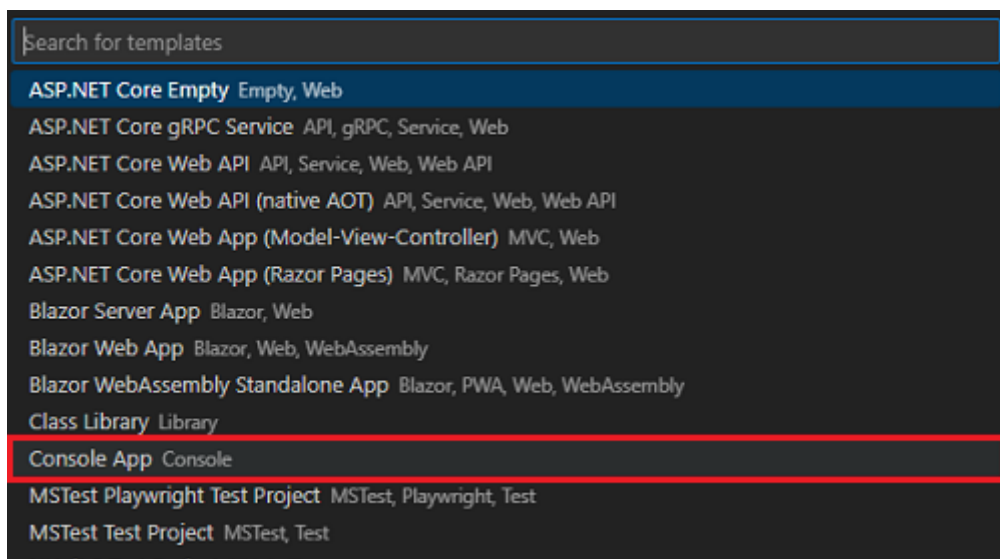 Search for templates
ASP.NET Core Empty Empty, Web
ASP.NET Core gRPC Service API, gRPC, Service, Web
ASP.NET Core Web API API, Service, Web, Web API
ASP.NET Core Web API (native AOT) API, Service, Web, Web API
ASP.NET Core Web App (Model-View-Controller) MVC, Web
ASP.NET Core Web App (Razor Pages) MVC, Razor Pages, Web
Blazor Server App Blazor, Web
Blazor Web App Blazor, Web, WebAssembly
Blazor WebAssembly Standalone App Blazor, PWA, Web, WebAssembly
Class Library Library
Console App Console
MSTest Playwright Test Project MSTest, Playwright, Test
MSTest Test Project MSTest, Test